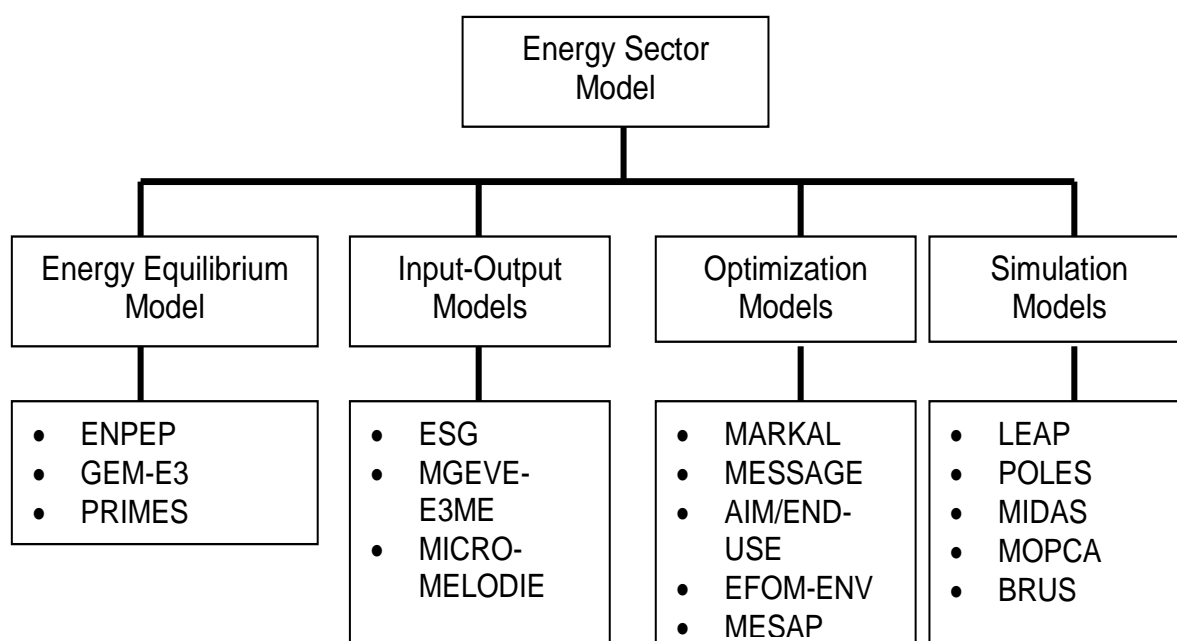 Energy Sector
Model
Energy Equilibrium
Model
Input-Output
Models
Optimization
Models
Simulation
Models
• ENPEP
• GEM-E3
• PRIMES
• ESG
• MGEVE-
E3ME
• MICRO-
MELODIE
• MARKAL
• MESSAGE
• AIM/END-
USE
• EFOM-ENV
• MESAP
• LEAP
• POLES
• MIDAS
• MOPCA
• BRUS